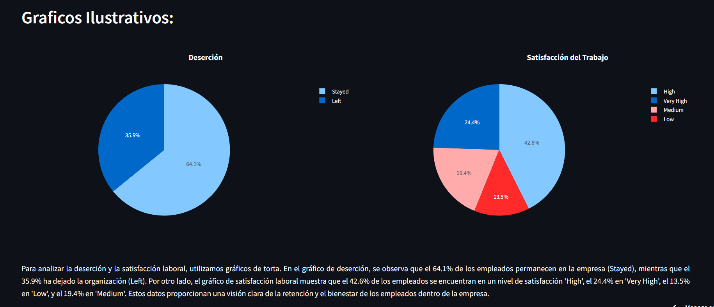 Graficos Ilustrativos:
Deserción
Satisfacción del Trabajo
Stayed
Left
35.9%
64.1%
High
Very High
Medium
Low
24.4%
42.6%
19.4%
13.5%
Para analizar la deserción y la satisfacción laboral, utilizamos gráficos de torta. En el gráfico de deserción, se observa que el 64.1% de los empleados permanecen en la empresa (Stayed), mientras que el
35.9% ha dejado la organización (Left). Por otro lado, el gráfico de satisfacción laboral muestra que el 42.6% de los empleados se encuentran en un nivel de satisfacción 'High', el 24.4% en 'Very High', el 13.5%
en 'Low', y el 19.4% en 'Medium'. Estos datos proporcionan una visión clara de la retención y el bienestar de los empleados dentro de la empresa.